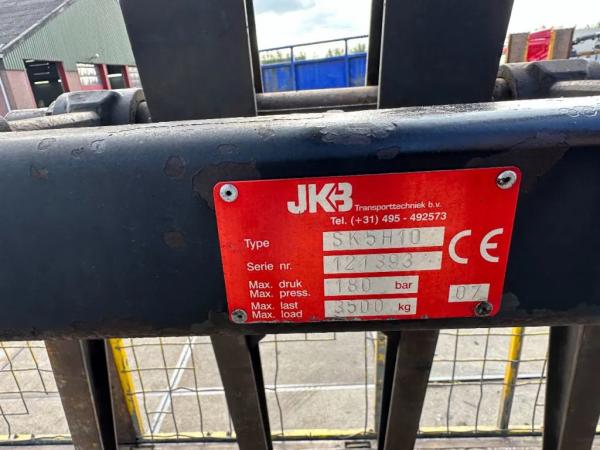 JKB Transporttechniek b.v.
Tel. (+31) 495 - 492573
Type SK5H10
Serie nr. 121393
Max. druk
Max. press. 180 bar
07
Max. last
Max. load 3500 kg
CE